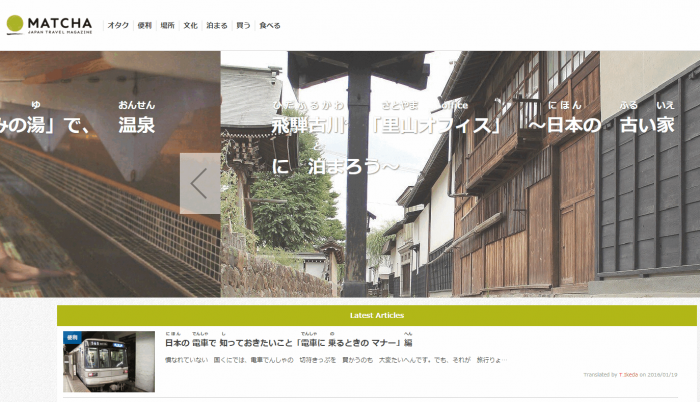 MATCHA
JAPAN TRAVEL MAGAZINE
オタク 便利 場所 文化 泊まる 買う 食べる
ゆ おんせん
みの湯」で、 温泉
ひだふるかわ さとやま office にほん ふる いえ
飛騨古川 「里山オフィス」 ～日本の 古い家
に 泊まろう～
Latest Articles
便利
にほん でんしゃ し でんしゃ の へん
日本の 電車で 知っておきたいこと「電車に 乗るときの マナー」編
慣なれていない 国くにでは、電車でんしゃの 切符きっぷを 買かうのも 大変たいへんです。でも、それが 旅行りょ…
Translated by T.Ikeda on 2016/01/19